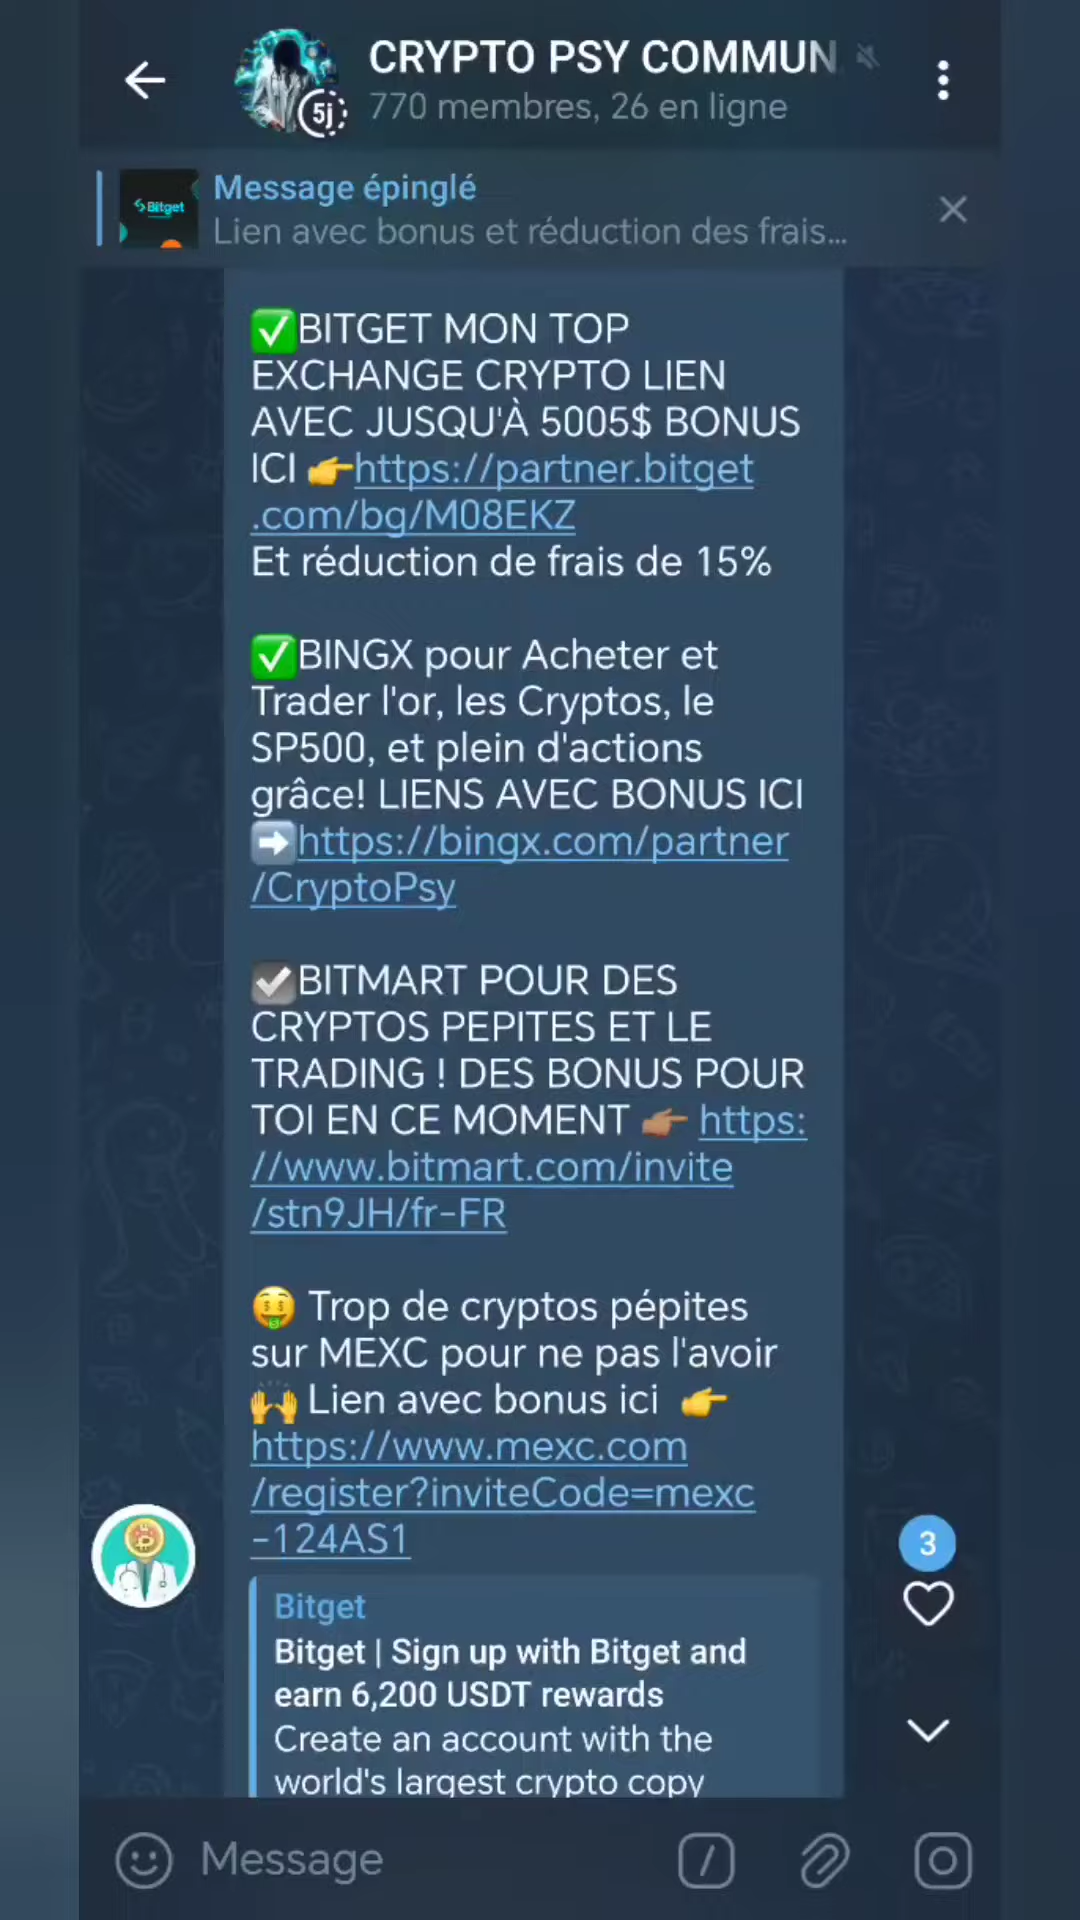 CRYPTO PSY COMMUN
5j
770 membres, 26 en ligne
Bitget
Message épinglé
Lien avec bonus et réduction des frais...
✅BITGET MON TOP
EXCHANGE CRYPTO LIEN
AVEC JUSQU'À 5005$ BONUS
ICI 👉https://partner.bitget
.com/bg/M08EKZ
Et réduction de frais de 15%
✅BINGX pour Acheter et
Trader l'or, les Cryptos, le
SP500, et plein d'actions
grâce! LIENS AVEC BONUS ICI
➡️https://bingx.com/partner
/CryptoPsy
☑️BITMART POUR DES
CRYPTOS PEPITES ET LE
TRADING ! DES BONUS POUR
TOI EN CE MOMENT 👉🏽 https:
//www.bitmart.com/invite
/stn9JH/fr-FR
🤑 Trop de cryptos pépites
sur MEXC pour ne pas l'avoir
🙌 Lien avec bonus ici 👉
https://www.mexc.com
/register?inviteCode=mexc
-124AS1
3
Bitget
Bitget | Sign up with Bitget and
earn 6,200 USDT rewards
Create an account with the
world's largest crypto copy
Message